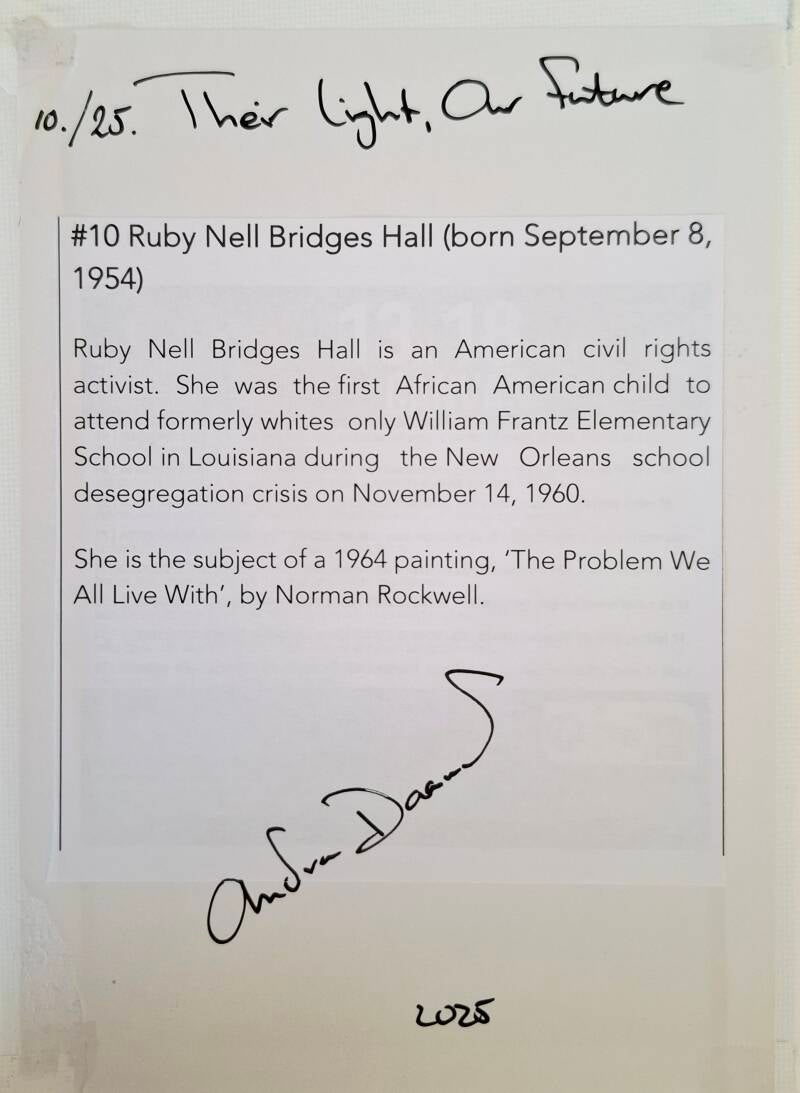 10./25. Their light, Our Future
#10 Ruby Nell Bridges Hall (born September 8,
1954)
Ruby Nell Bridges Hall is an American civil rights
activist. She was the first African American child to
attend formerly whites only William Frantz Elementary
School in Louisiana during the New Orleans school
desegregation crisis on November 14, 1960.
She is the subject of a 1964 painting, ‘The Problem We
All Live With’, by Norman Rockwell.
2025